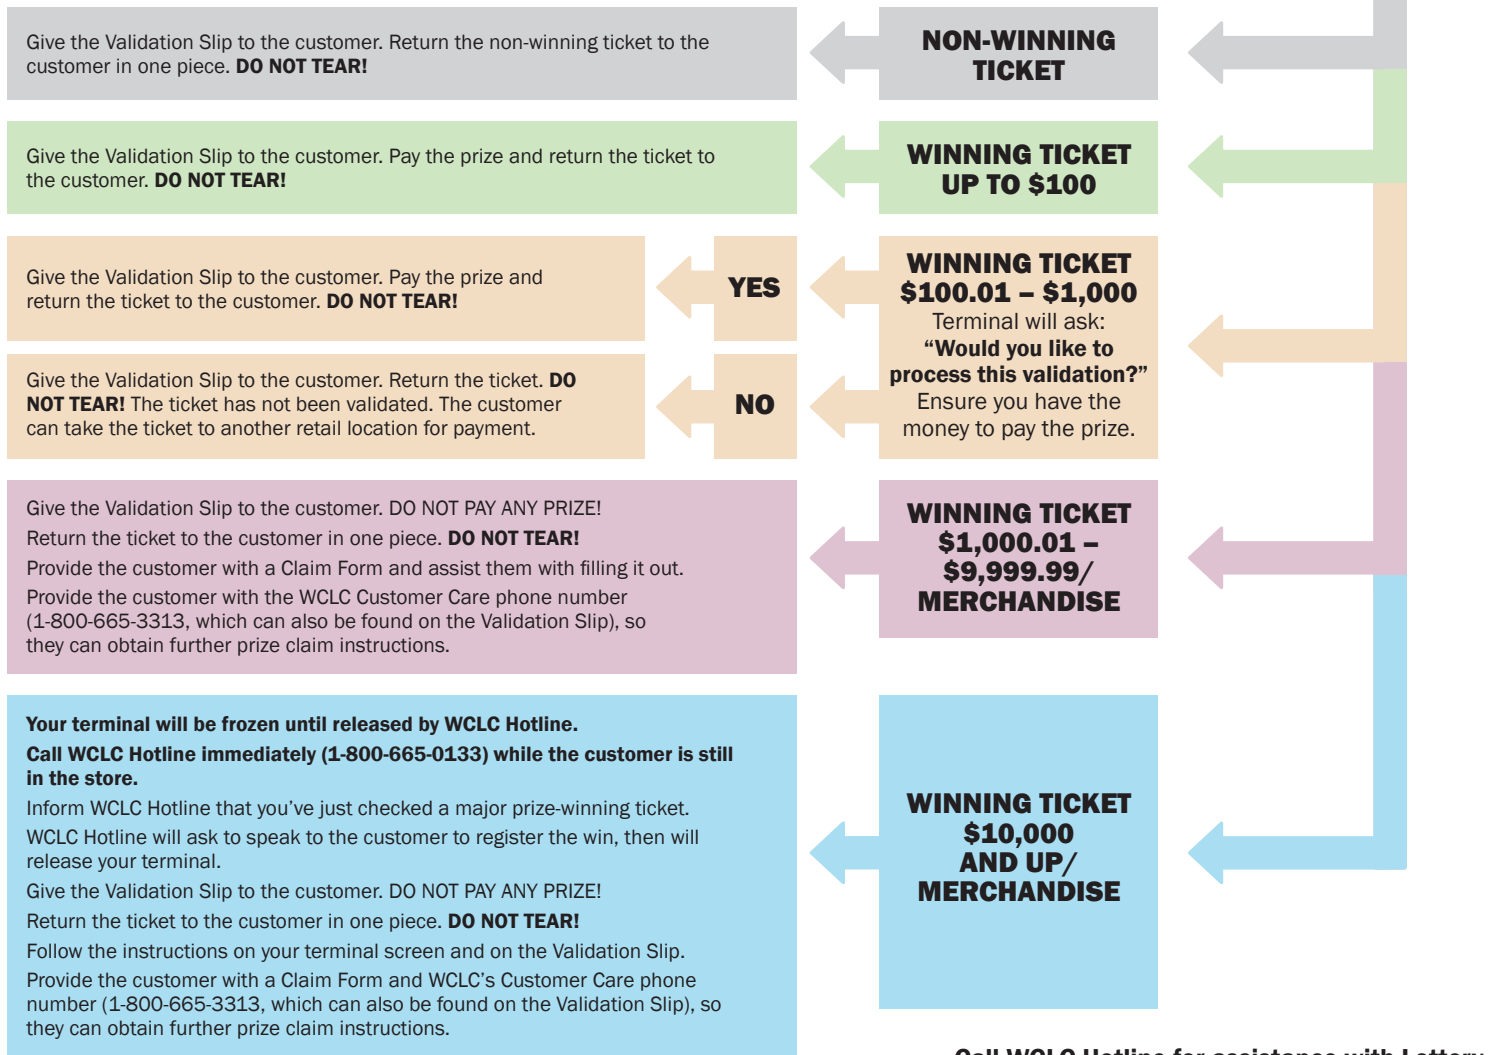 Give the Validation Slip to the customer. Return the non-winning ticket to the
customer in one piece. DO NOT TEAR!
NON-WINNING
TICKET
Give the Validation Slip to the customer. Pay the prize and return the ticket to
the customer. DO NOT TEAR!
WINNING TICKET
UP TO $100
WINNING TICKET
$100.01 – $1,000
Terminal will ask:
“Would you like to
process this validation?”
Ensure you have the
money to pay the prize.
YES
Give the Validation Slip to the customer. Pay the prize and
return the ticket to the customer. DO NOT TEAR!
NO
Give the Validation Slip to the customer. Return the ticket. DO
NOT TEAR! The ticket has not been validated. The customer
can take the ticket to another retail location for payment.
Give the Validation Slip to the customer. DO NOT PAY ANY PRIZE!
Return the ticket to the customer in one piece. DO NOT TEAR!
Provide the customer with a Claim Form and assist them with filling it out.
Provide the customer with the WCLC Customer Care phone number
(1-800-665-3313, which can also be found on the Validation Slip), so
they can obtain further prize claim instructions.
WINNING TICKET
$1,000.01 –
$9,999.99/
MERCHANDISE
Your terminal will be frozen until released by WCLC Hotline.
Call WCLC Hotline immediately (1-800-665-0133) while the customer is still
in the store.
Inform WCLC Hotline that you’ve just checked a major prize-winning ticket.
WCLC Hotline will ask to speak to the customer to register the win, then will
release your terminal.
Give the Validation Slip to the customer. DO NOT PAY ANY PRIZE!
Return the ticket to the customer in one piece. DO NOT TEAR!
Follow the instructions on your terminal screen and on the Validation Slip.
Provide the customer with a Claim Form and WCLC’s Customer Care phone
number (1-800-665-3313, which can also be found on the Validation Slip), so
they can obtain further prize claim instructions.
WINNING TICKET
$10,000
AND UP/
MERCHANDISE
Call WCLC Hotline for assistance with Lottery